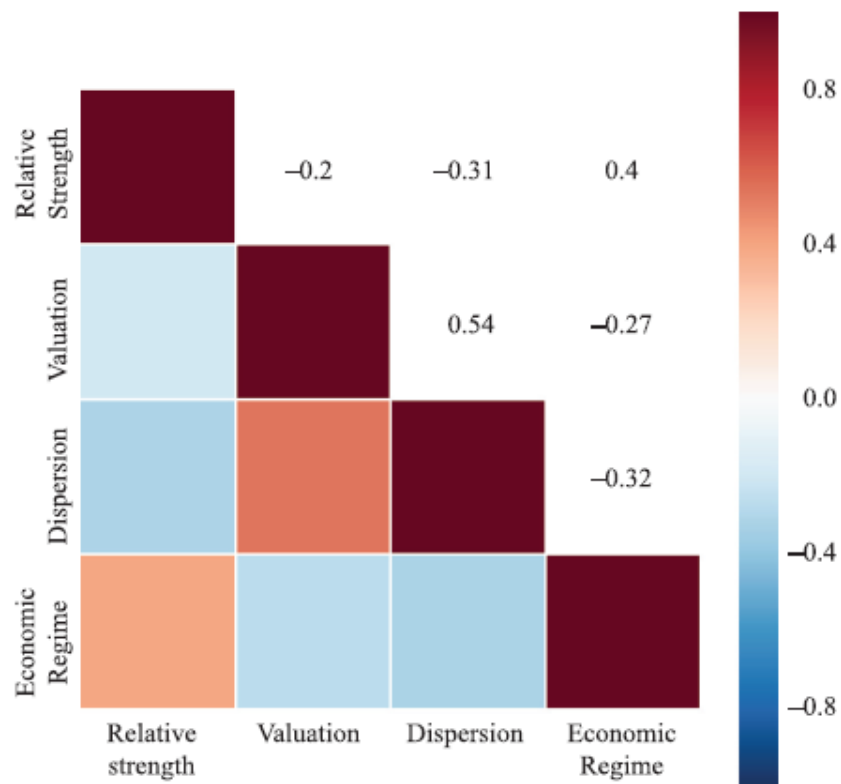 0.8
Relative
Strength
–0.2
–0.31
0.4
0.4
Valuation
0.54
–0.27
0.0
Dispersion
–0.32
–0.4
Economic
Regime
–0.8
Relative
strength
Valuation
Dispersion
Economic
Regime